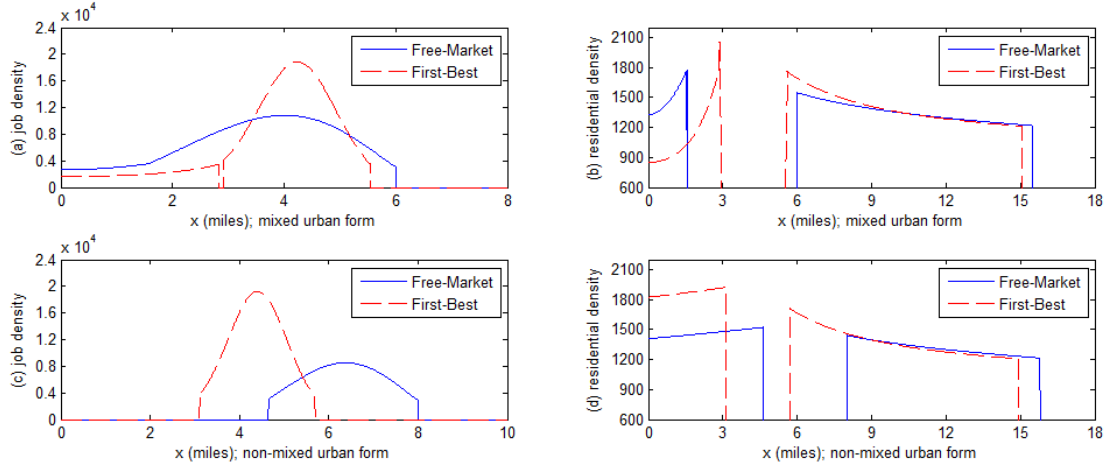 x 10^4
2.4
2
1.6
1.2
0.8
0.4
0
(a) job density
Free-Market
First-Best
0 2 4 6 8
x (miles); mixed urban form
2100
1800
1500
1200
900
600
(b) residential density
Free-Market
First-Best
0 3 6 9 12 15 18
x (miles); mixed urban form
x 10^4
2.4
2
1.6
1.2
0.8
0.4
0
(c) job density
Free-Market
First-Best
0 2 4 6 8 10
x (miles); non-mixed urban form
2100
1800
1500
1200
900
600
(d) residential density
Free-Market
First-Best
0 3 6 9 12 15 18
x (miles); non-mixed urban form